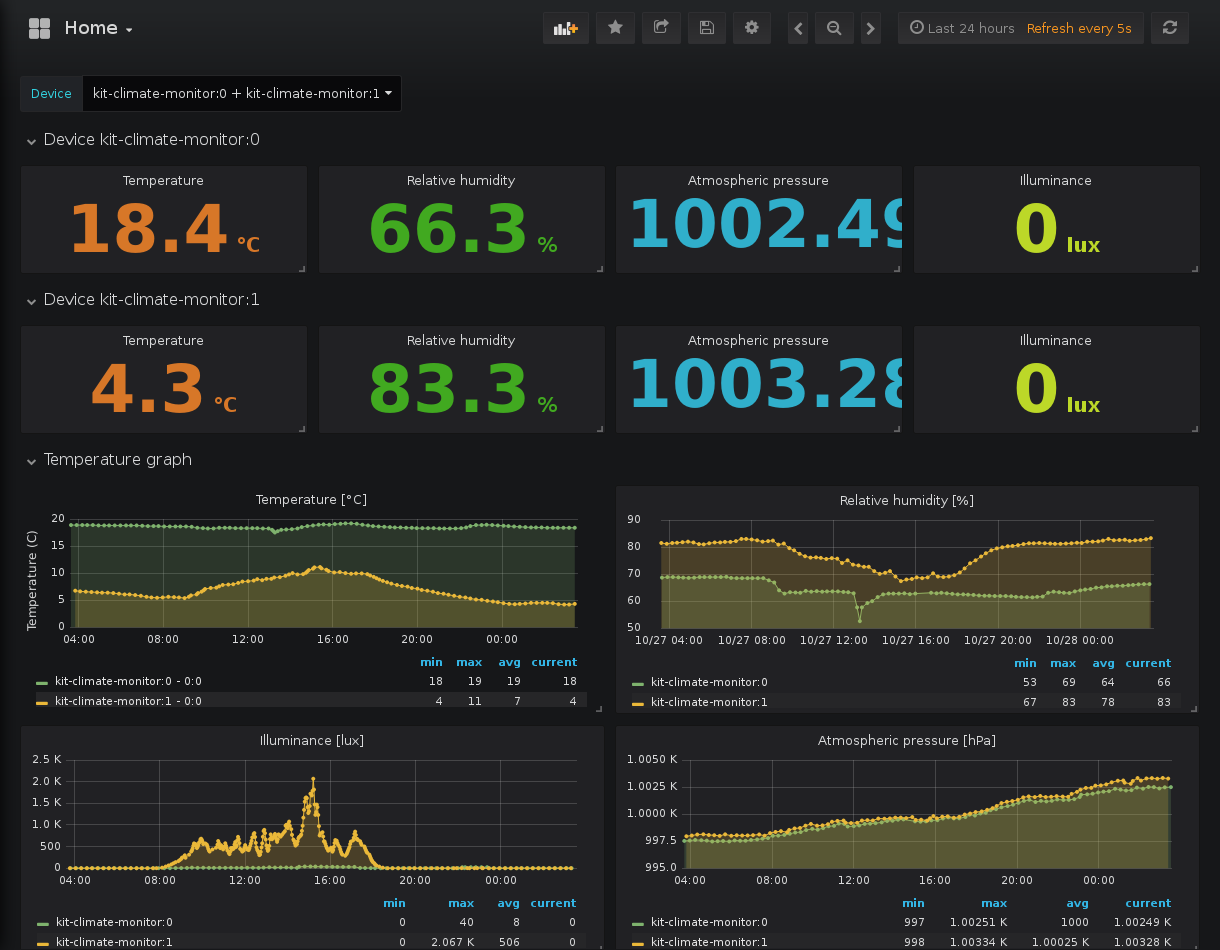 Home
Last 24 hours Refresh every 5s
Device kit-climate-monitor:0 + kit-climate-monitor:1
Device kit-climate-monitor:0
Temperature Relative humidity Atmospheric pressure Illuminance
18.4 °C 66.3 % 1002.49 0 lux
Device kit-climate-monitor:1
Temperature Relative humidity Atmospheric pressure Illuminance
4.3 °C 83.3 % 1003.28 0 lux
Temperature graph
Temperature [°C]
Temperature (C)
20
15
10
5
0
04:00 08:00 12:00 16:00 20:00 00:00
min max avg current
kit-climate-monitor:0 - 0:0 18 19 19 18
kit-climate-monitor:1 - 0:0 4 11 7 4
Relative humidity [%]
90
80
70
60
50
10/27 04:00 10/27 08:00 10/27 12:00 10/27 16:00 10/27 20:00 10/28 00:00
min max avg current
kit-climate-monitor:0 53 69 64 66
kit-climate-monitor:1 67 83 78 83
Illuminance [lux]
2.5 K
2.0 K
1.5 K
1.0 K
500
0
04:00 08:00 12:00 16:00 20:00 00:00
min max avg current
kit-climate-monitor:0 0 40 8 0
kit-climate-monitor:1 0 2.067 K 506 0
Atmospheric pressure [hPa]
1.0050 K
1.0025 K
1.0000 K
997.5
995.0
04:00 08:00 12:00 16:00 20:00 00:00
min max avg current
kit-climate-monitor:0 997 1.00251 K 1000 1.00249 K
kit-climate-monitor:1 998 1.00334 K 1.00025 K 1.00328 K